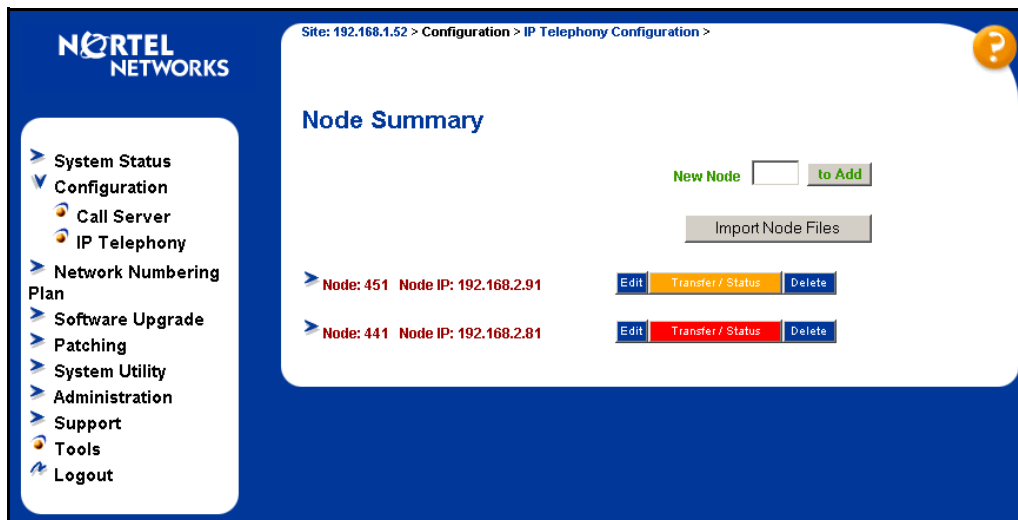 NORTEL
NETWORKS
Site: 192.168.1.52 > Configuration > IP Telephony Configuration >
?
System Status
Configuration
Call Server
IP Telephony
Network Numbering
Plan
Software Upgrade
Patching
System Utility
Administration
Support
Tools
Logout
Node Summary
New Node to Add
Import Node Files
Node: 451 Node IP: 192.168.2.91 Edit Transfer / Status Delete
Node: 441 Node IP: 192.168.2.81 Edit Transfer / Status Delete